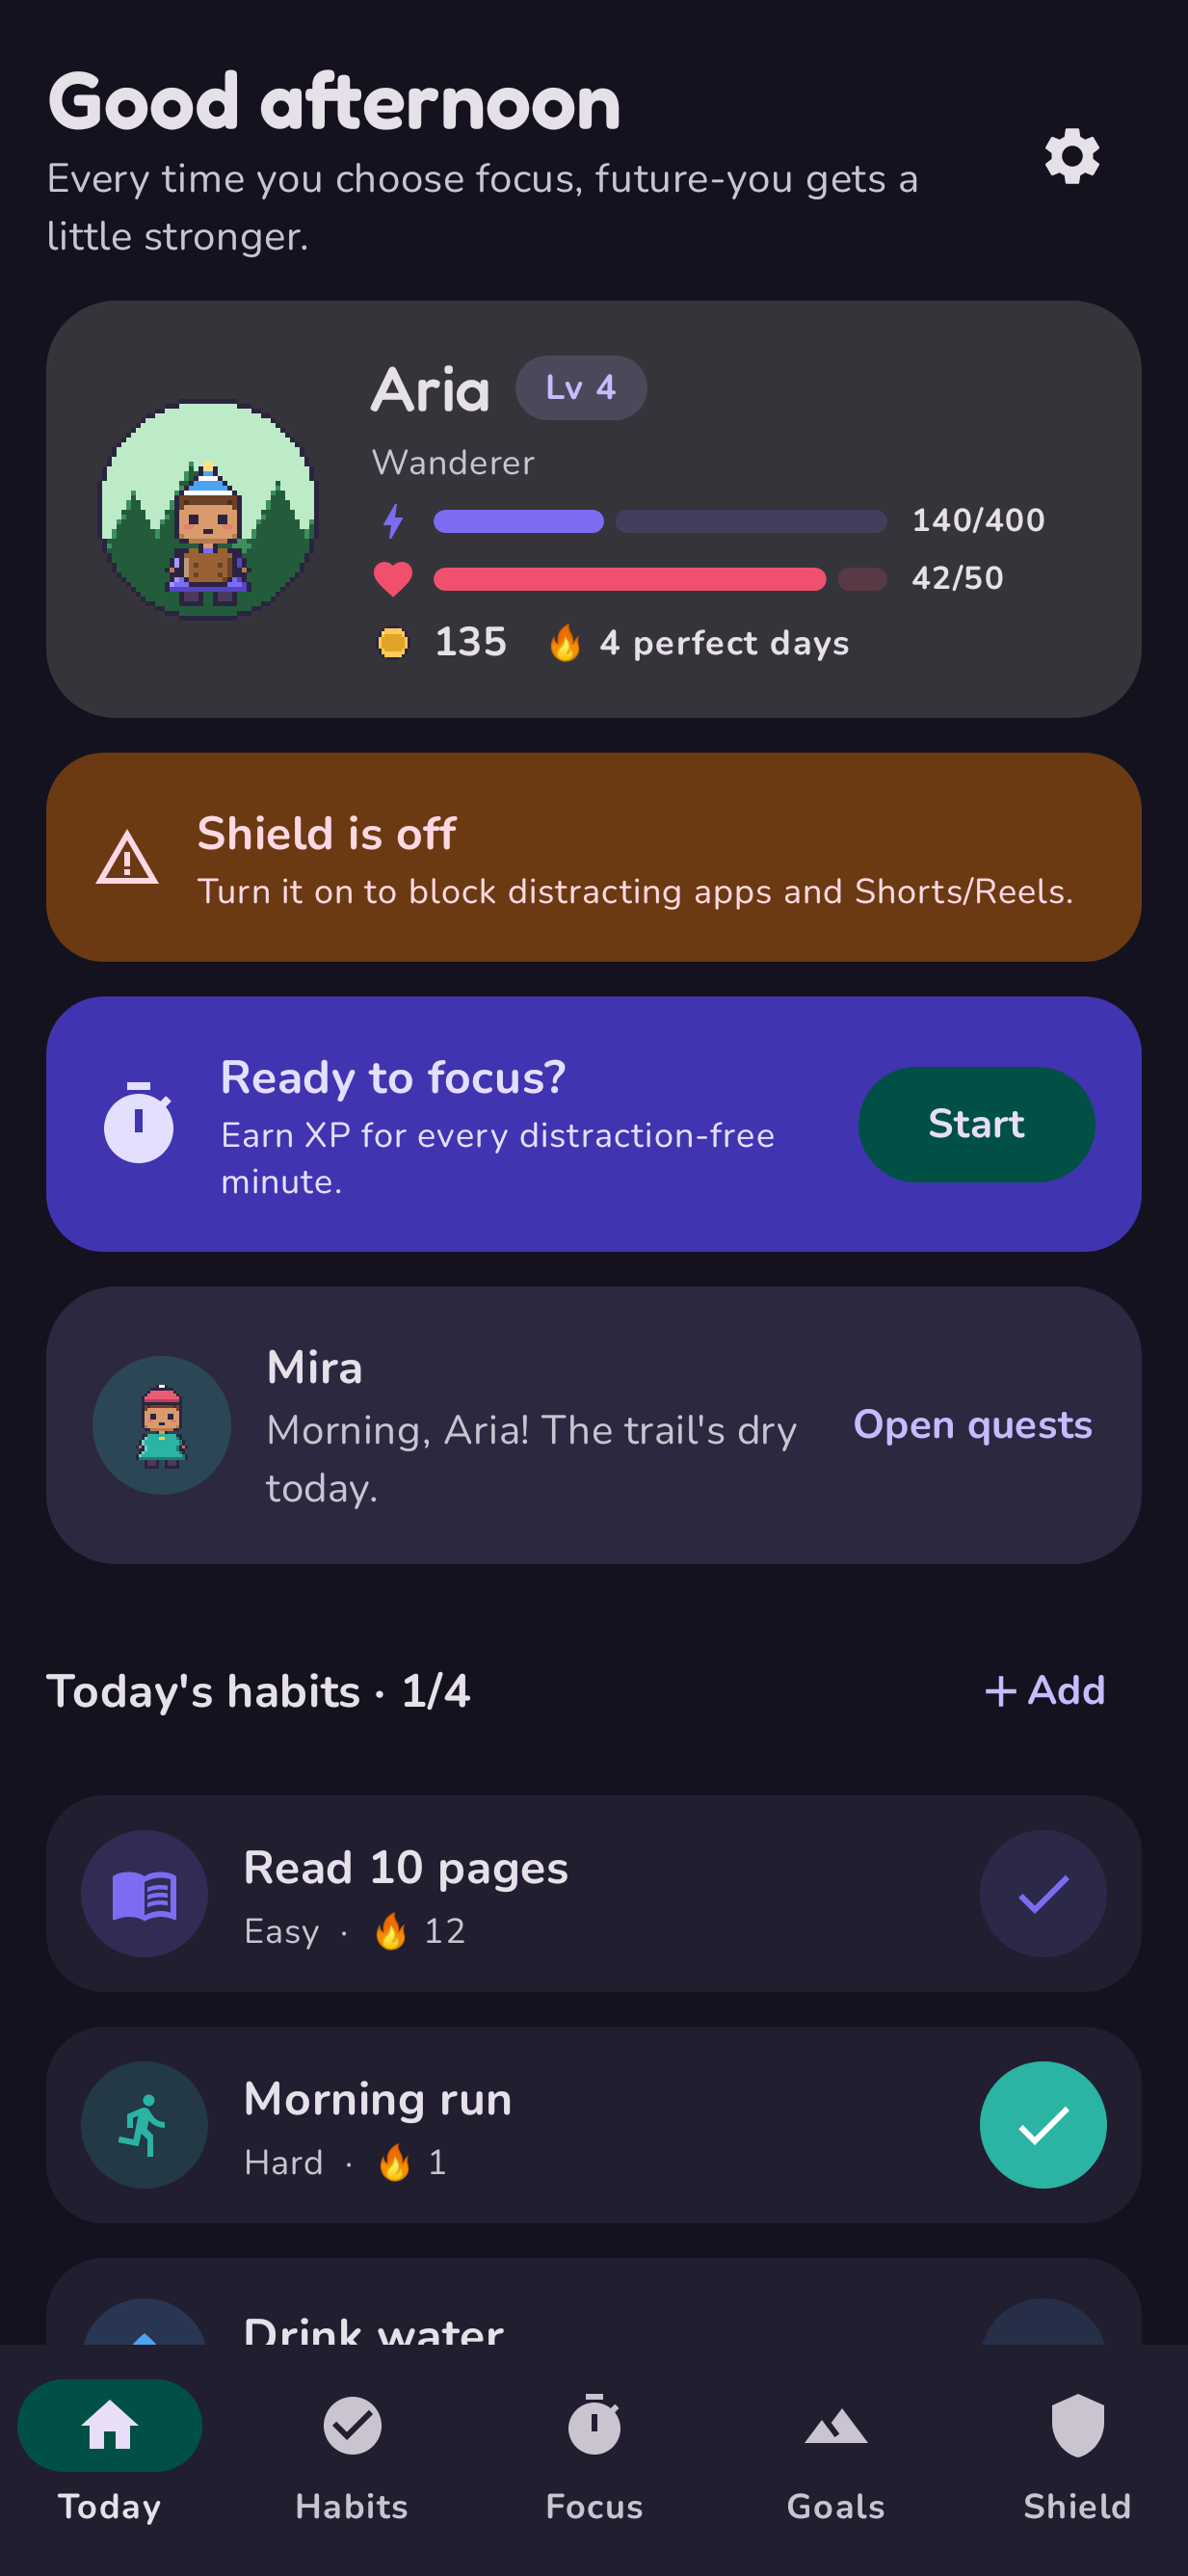 Good afternoon
Every time you choose focus, future-you gets a
little stronger.
Aria
Lv 4
Wanderer
140/400
42/50
135
🔥 4 perfect days
Shield is off
Turn it on to block distracting apps and Shorts/Reels.
Ready to focus?
Earn XP for every distraction-free
minute.
Start
Mira
Morning, Aria! The trail's dry
today.
Open quests
Today's habits · 1/4
+ Add
Read 10 pages
Easy · 🔥 12
Morning run
Hard · 🔥 1
Drink water
Today
Habits
Focus
Goals
Shield